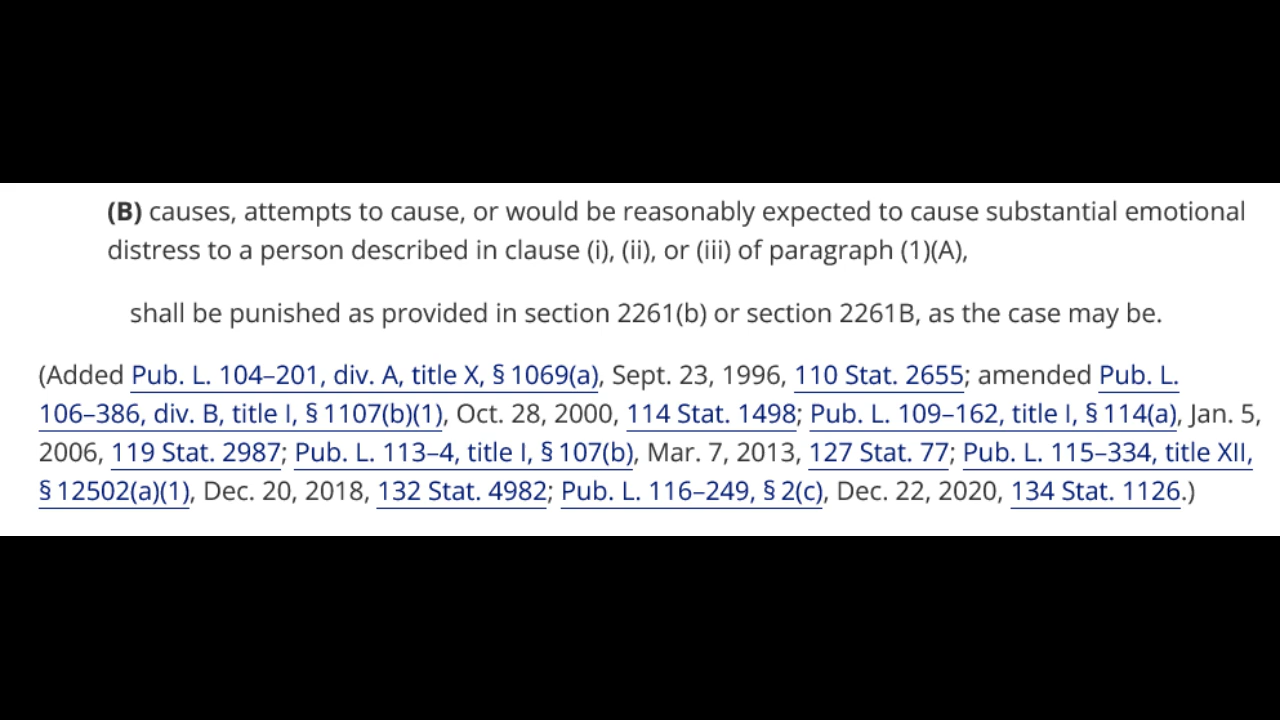 (B) causes, attempts to cause, or would be reasonably expected to cause substantial emotional
distress to a person described in clause (i), (ii), or (iii) of paragraph (1)(A),
shall be punished as provided in section 2261(b) or section 2261B, as the case may be.
(Added Pub. L. 104–201, div. A, title X, § 1069(a), Sept. 23, 1996, 110 Stat. 2655; amended Pub. L.
106–386, div. B, title I, § 1107(b)(1), Oct. 28, 2000, 114 Stat. 1498; Pub. L. 109–162, title I, § 114(a), Jan. 5,
2006, 119 Stat. 2987; Pub. L. 113–4, title I, § 107(b), Mar. 7, 2013, 127 Stat. 77; Pub. L. 115–334, title XII,
§ 12502(a)(1), Dec. 20, 2018, 132 Stat. 4982; Pub. L. 116–249, § 2(c), Dec. 22, 2020, 134 Stat. 1126.)